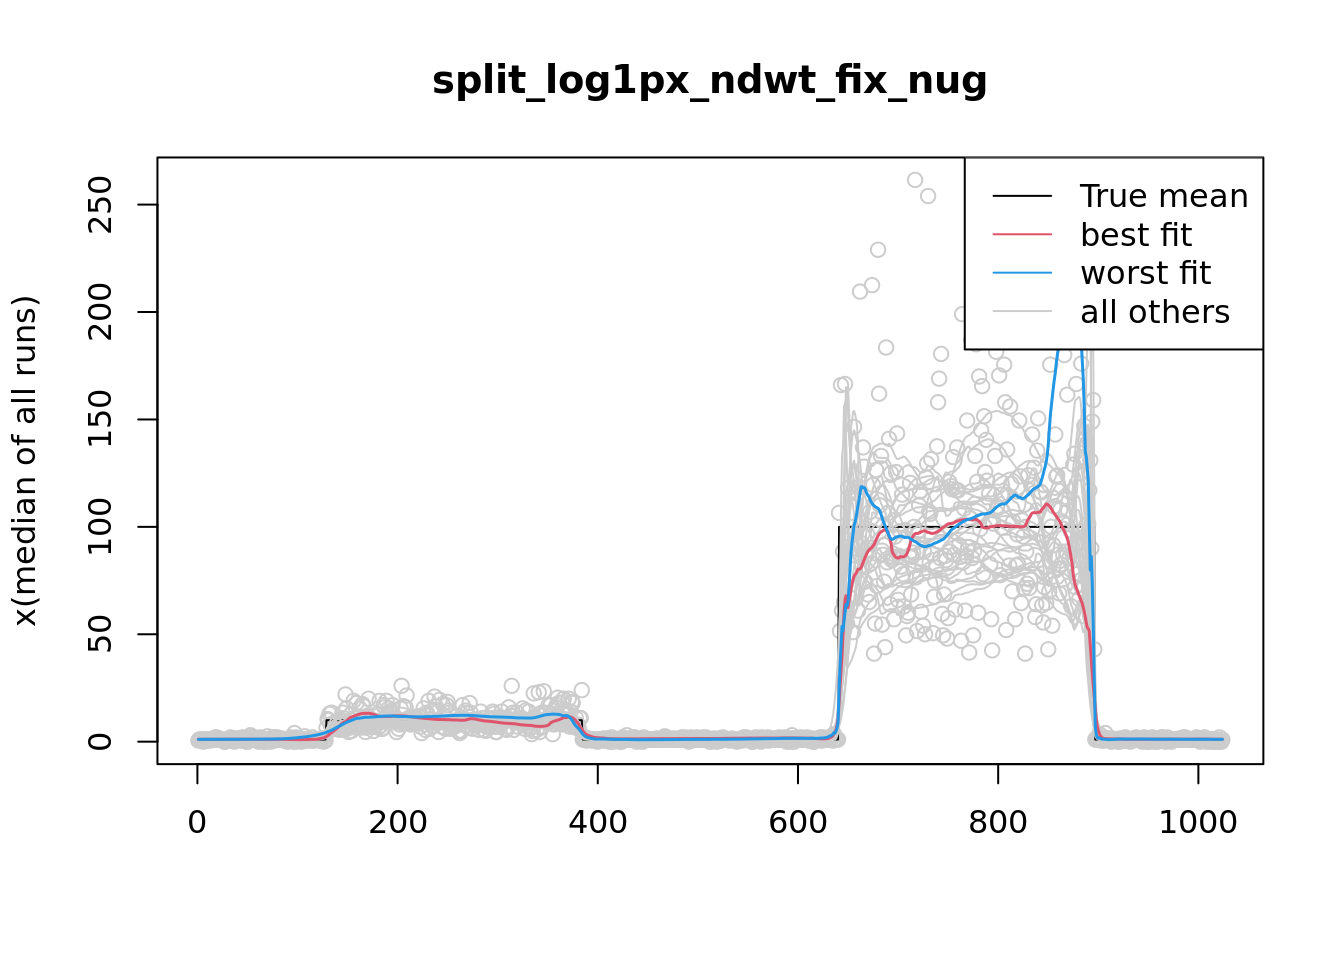 split_log1px_ndwt_fix_nug
x(median of all runs)
250
200
150
100
50
0
True mean
best fit
worst fit
all others
0 200 400 600 800 1000